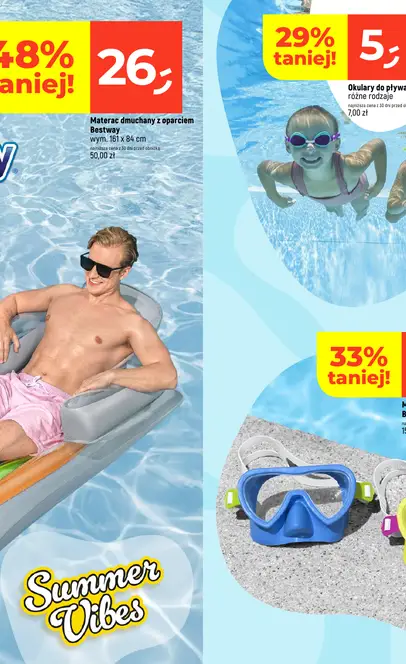 48%
taniej!
26,-
Materac dmuchany z oparciem
Bestway
wym. 161 x 84 cm
najniższa cena z 30 dni przed obniżką
50,00 zł
29%
taniej!
5,-
Okulary do
różne rodzaje
najniższa cena z 30 dni przed
7,00 zł
33%
taniej!
Summer
Vibes